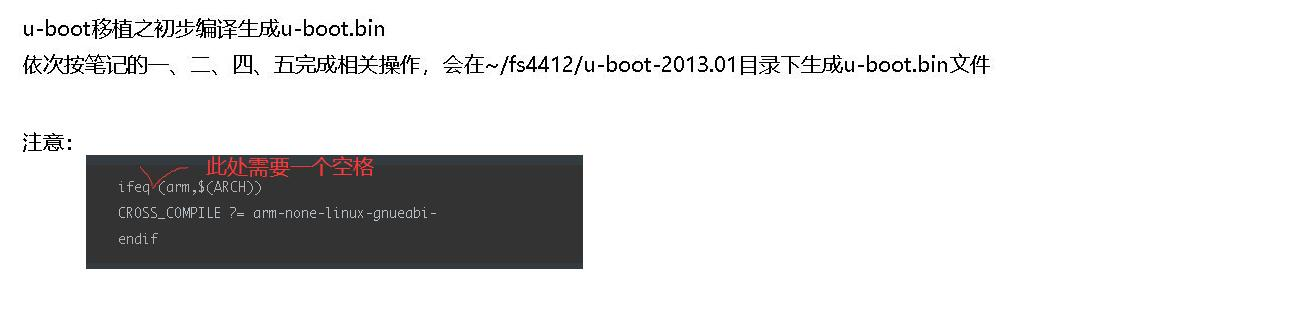 u-boot移植之初步编译生成u-boot.bin
依次按笔记的一、二、四、五完成相关操作，会在~/fs4412/u-boot-2013.01目录下生成u-boot.bin文件
注意：
此处需要一个空格
ifeq (arm,$(ARCH))
CROSS_COMPILE ?= arm-none-linux-gnueabi-
endif